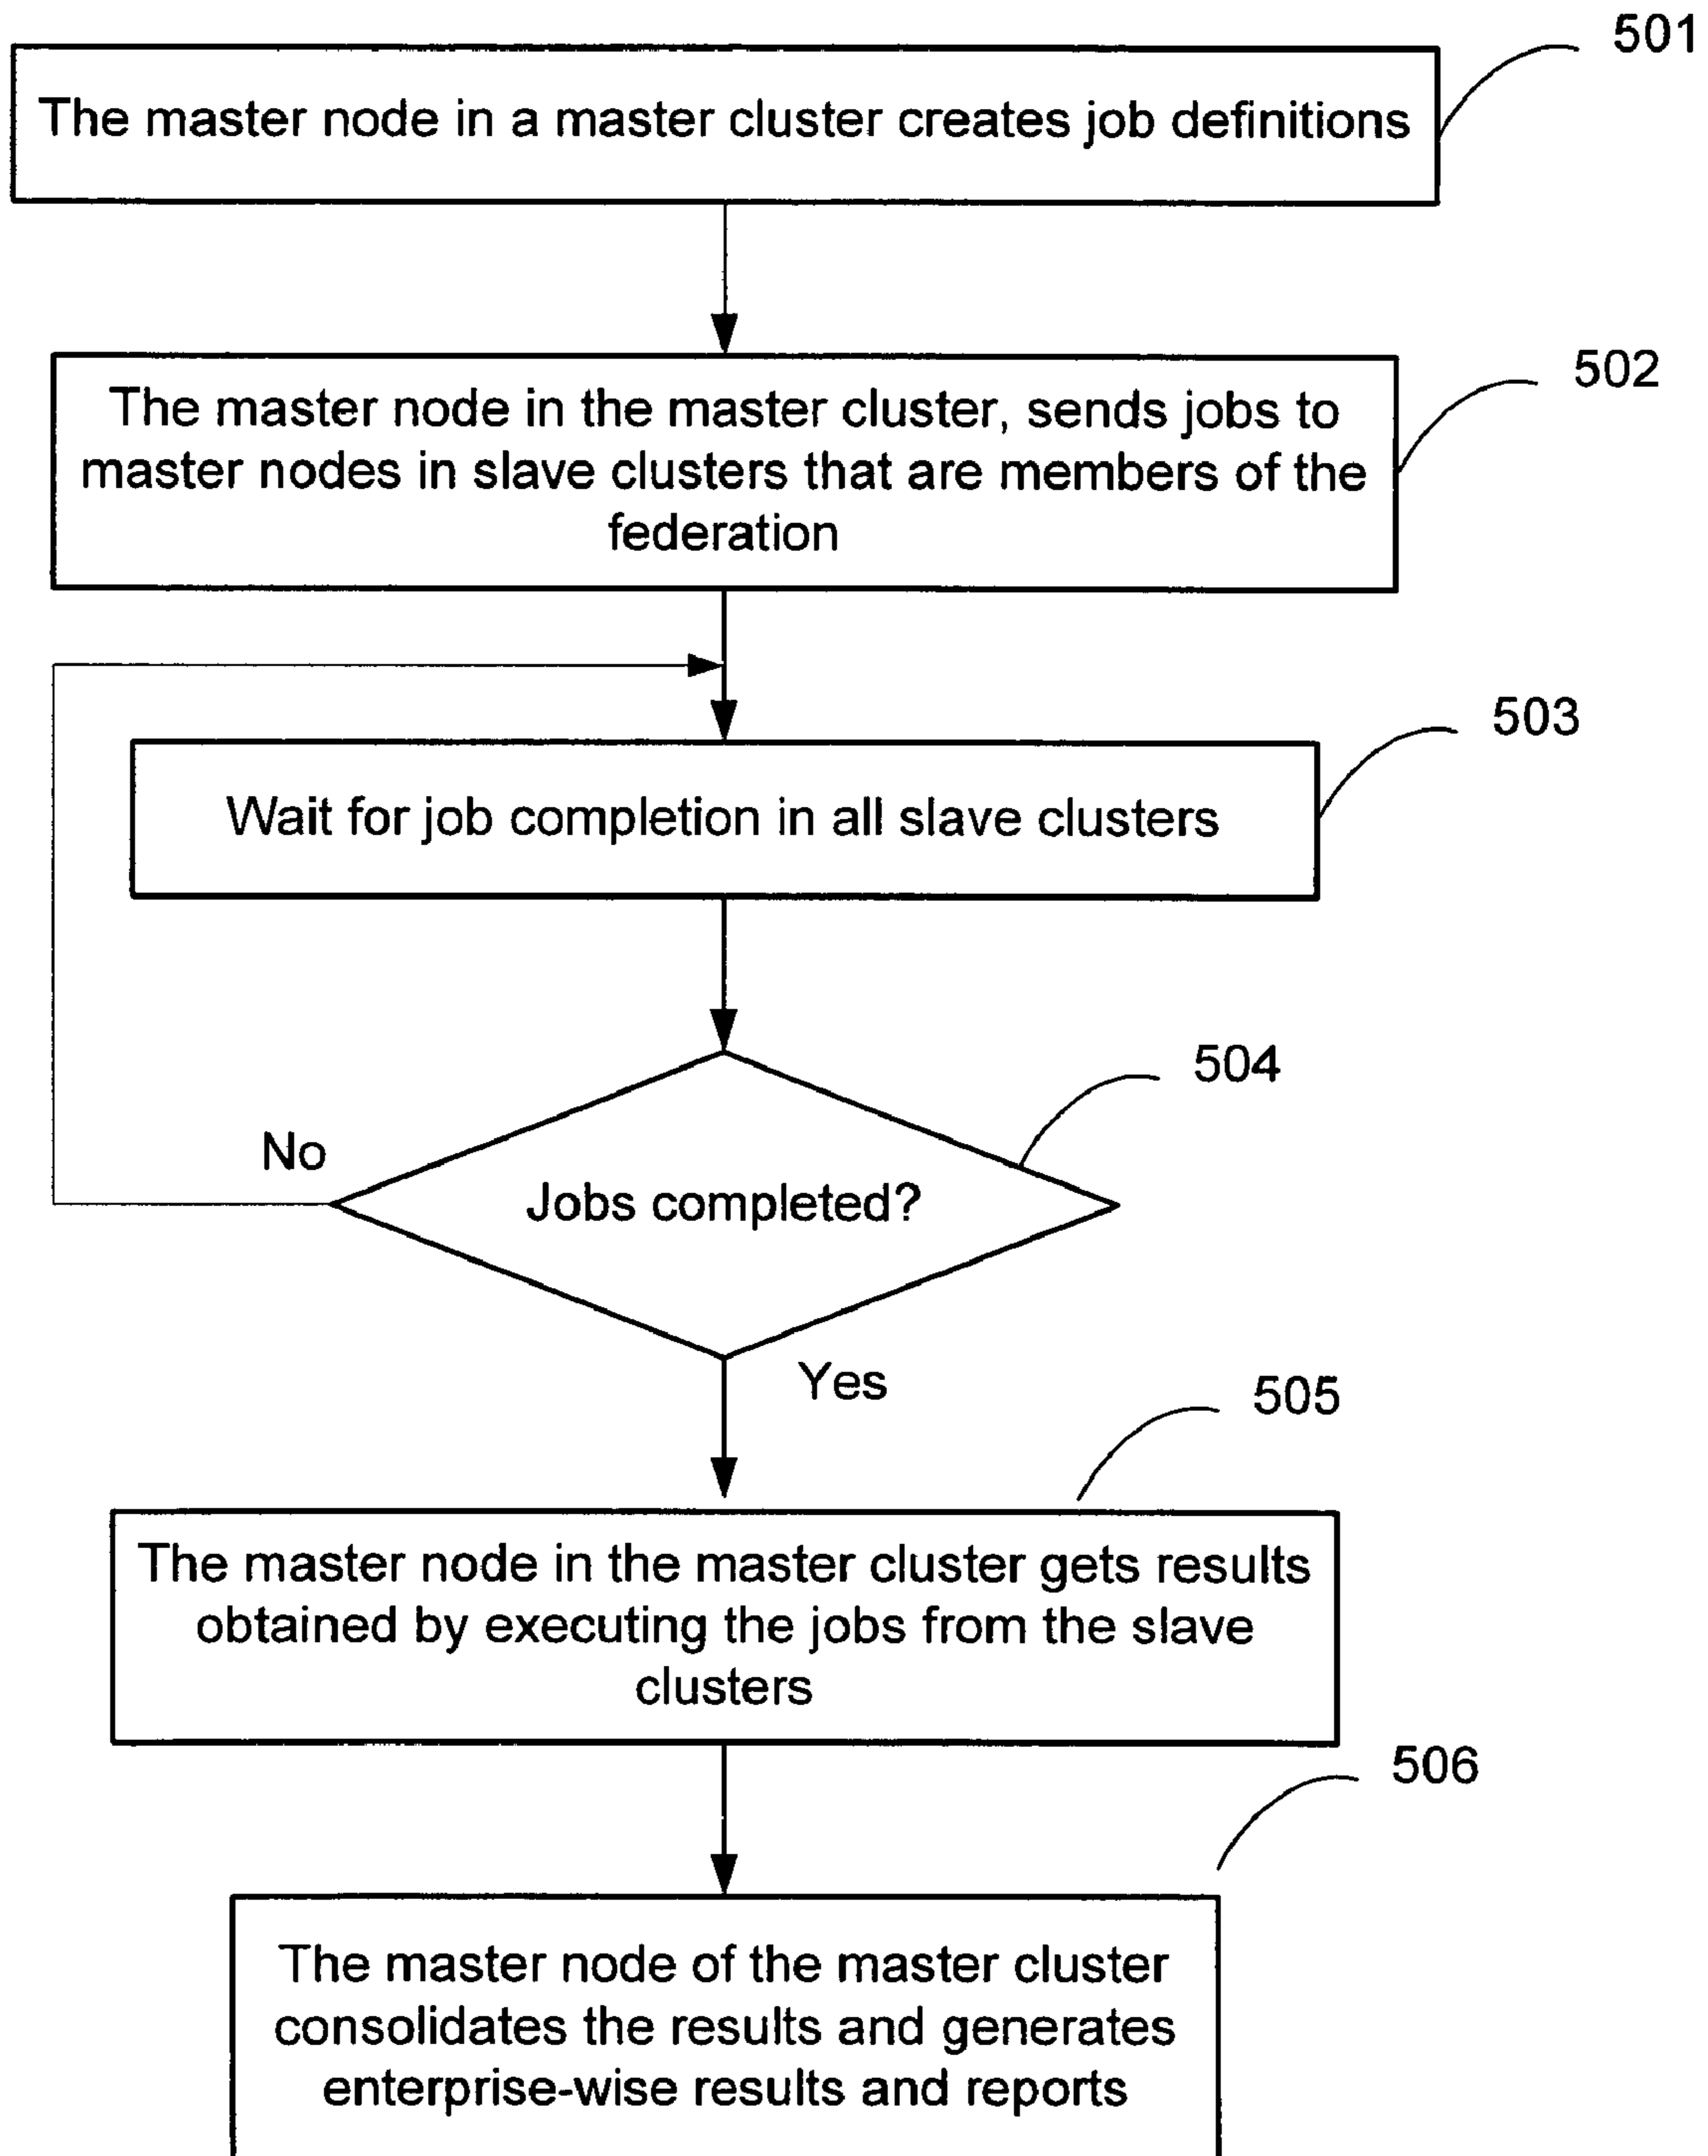 501
The master node in a master cluster creates job definitions
502
The master node in the master cluster, sends jobs to
master nodes in slave clusters that are members of the
federation
503
Wait for job completion in all slave clusters
504
No
Jobs completed?
Yes
505
The master node in the master cluster gets results
obtained by executing the jobs from the slave
clusters
506
The master node of the master cluster
consolidates the results and generates
enterprise-wise results and reports